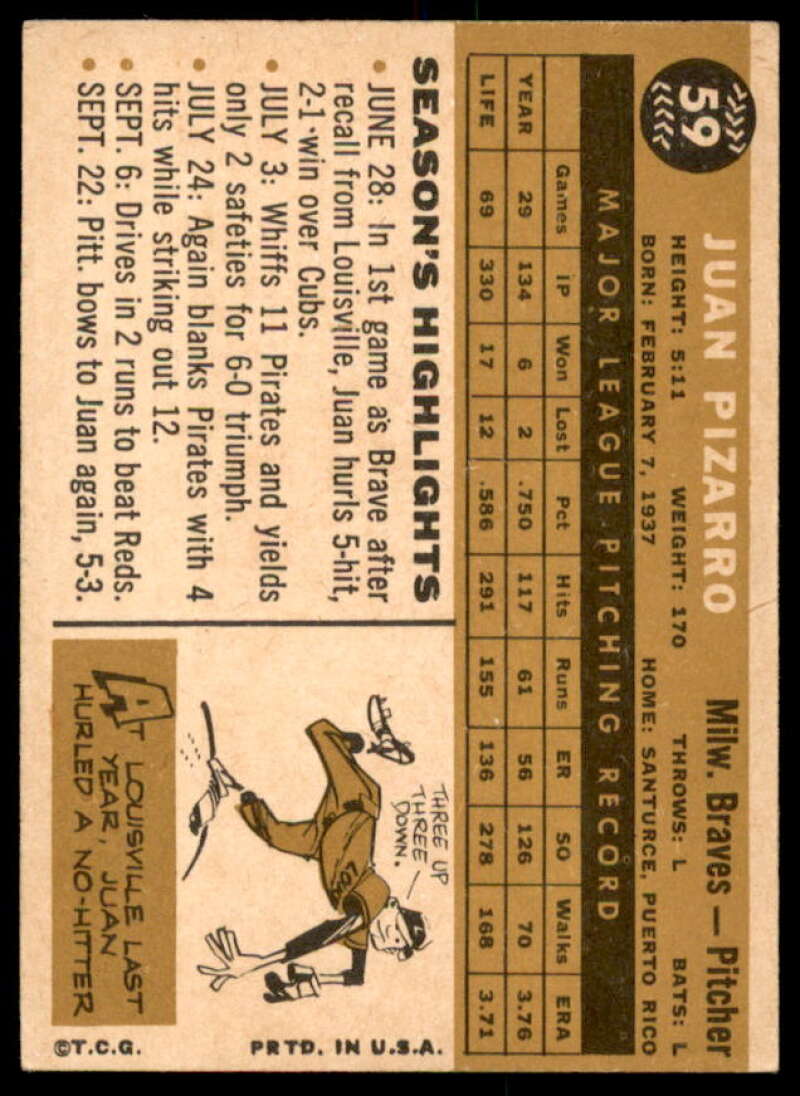 59
JUAN PIZARRO
Milw. Braves — Pitcher
HEIGHT: 5:11 WEIGHT: 170 THROWS: L BATS: L
BORN: FEBRUARY 7, 1937 HOME: SANTURCE, PUERTO RICO
MAJOR LEAGUE PITCHING RECORD
Games IP Won Lost Pct Hits Runs ER SO Walks ERA
YEAR 29 134 6 2 .750 117 61 56 126 70 3.76
LIFE 69 330 17 12 .586 291 155 136 278 168 3.71
SEASON'S HIGHLIGHTS
• JUNE 28: In 1st game as Brave after
recall from Louisville, Juan hurls 5-hit,
2-1 win over Cubs.
• JULY 3: Whiffs 11 Pirates and yields
only 2 safeties for 6-0 triumph.
• JULY 24: Again blanks Pirates with 4
hits while striking out 12.
• SEPT. 6: Drives in 2 runs to beat Reds.
• SEPT. 22: Pitt. bows to Juan again, 5-3.
THREE UP
THREE —
DOWN.
LOUIS
L
AT LOUISVILLE LAST
YEAR, JUAN
HURLED A NO-HITTER
©T.C.G. PRTD. IN U.S.A.